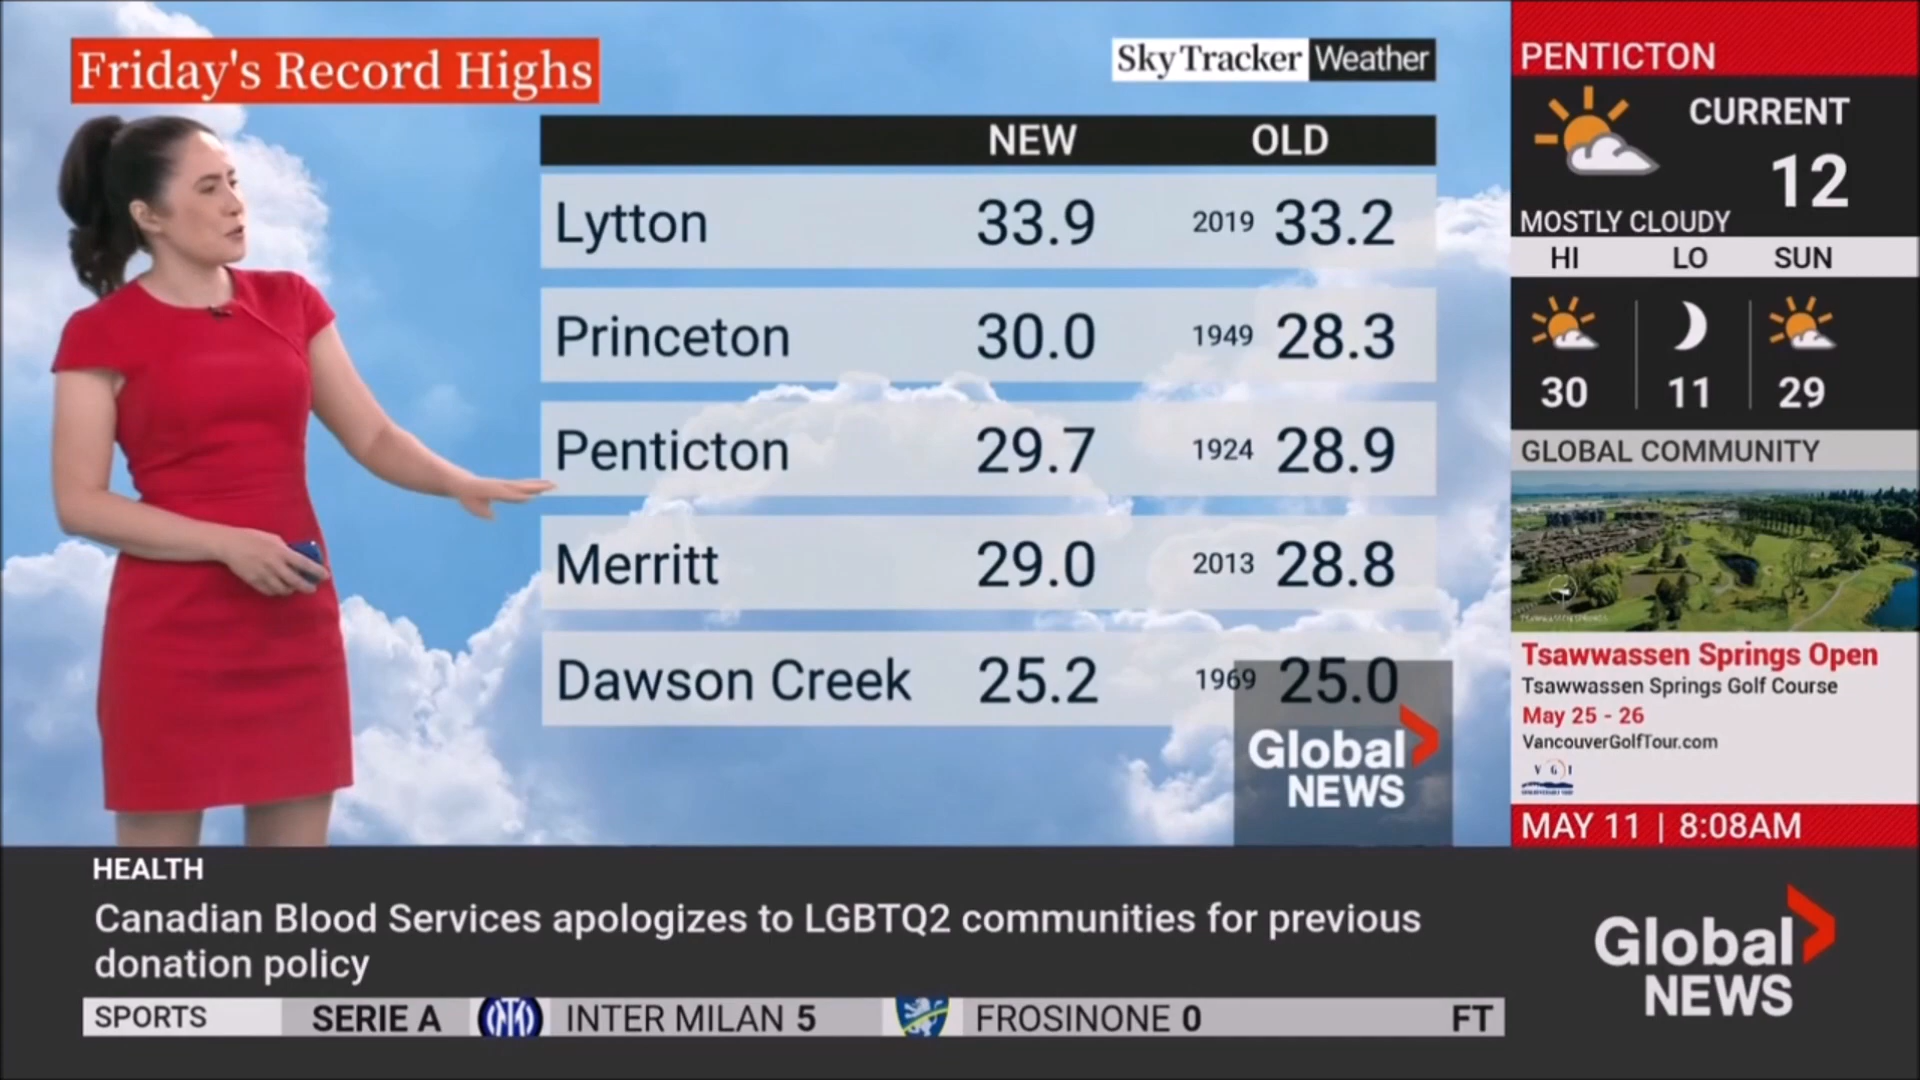 Friday's Record Highs
SkyTracker Weather
NEW OLD
Lytton 33.9 2019 33.2
Princeton 30.0 1949 28.3
Penticton 29.7 1924 28.9
Merritt 29.0 2013 28.8
Dawson Creek 25.2 1969 25.0
Global
NEWS
PENTICTON
CURRENT
12
MOSTLY CLOUDY
HI LO SUN
30 11 29
GLOBAL COMMUNITY
Tsawwassen Springs Open
Tsawwassen Springs Golf Course
May 25 - 26
VancouverGolfTour.com
MAY 11 | 8:08AM
HEALTH
Canadian Blood Services apologizes to LGBTQ2 communities for previous
donation policy
SPORTS SERIE A INTER MILAN 5 FROSINONE 0 FT
Global
NEWS